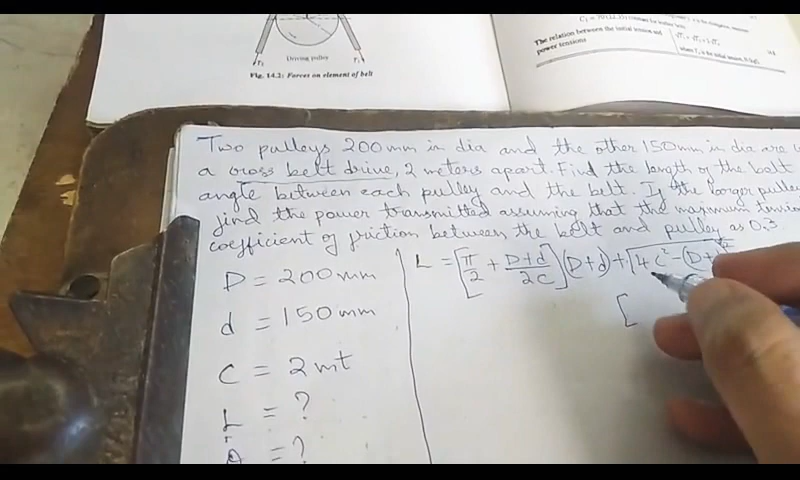 Driving pulley
Fig. 14.2: Forces on element of belt
The relation between the initial tension and
power tensions
Two pulleys 200mm in dia and the other 150mm in dia are
a cross belt drive, 2 meters apart. Find the length of the belt
angle between each pulley and the belt. If the larger pulley
find the power transmitted assuming that the maximum tension
coefficient of friction between the belt and pulley as 0.3
D = 200mm
d = 150mm
C = 2 mt
L = ?
θ = ?
L = [π/2 + (D+d)/2C](D+d) + √4C²-(D+
[